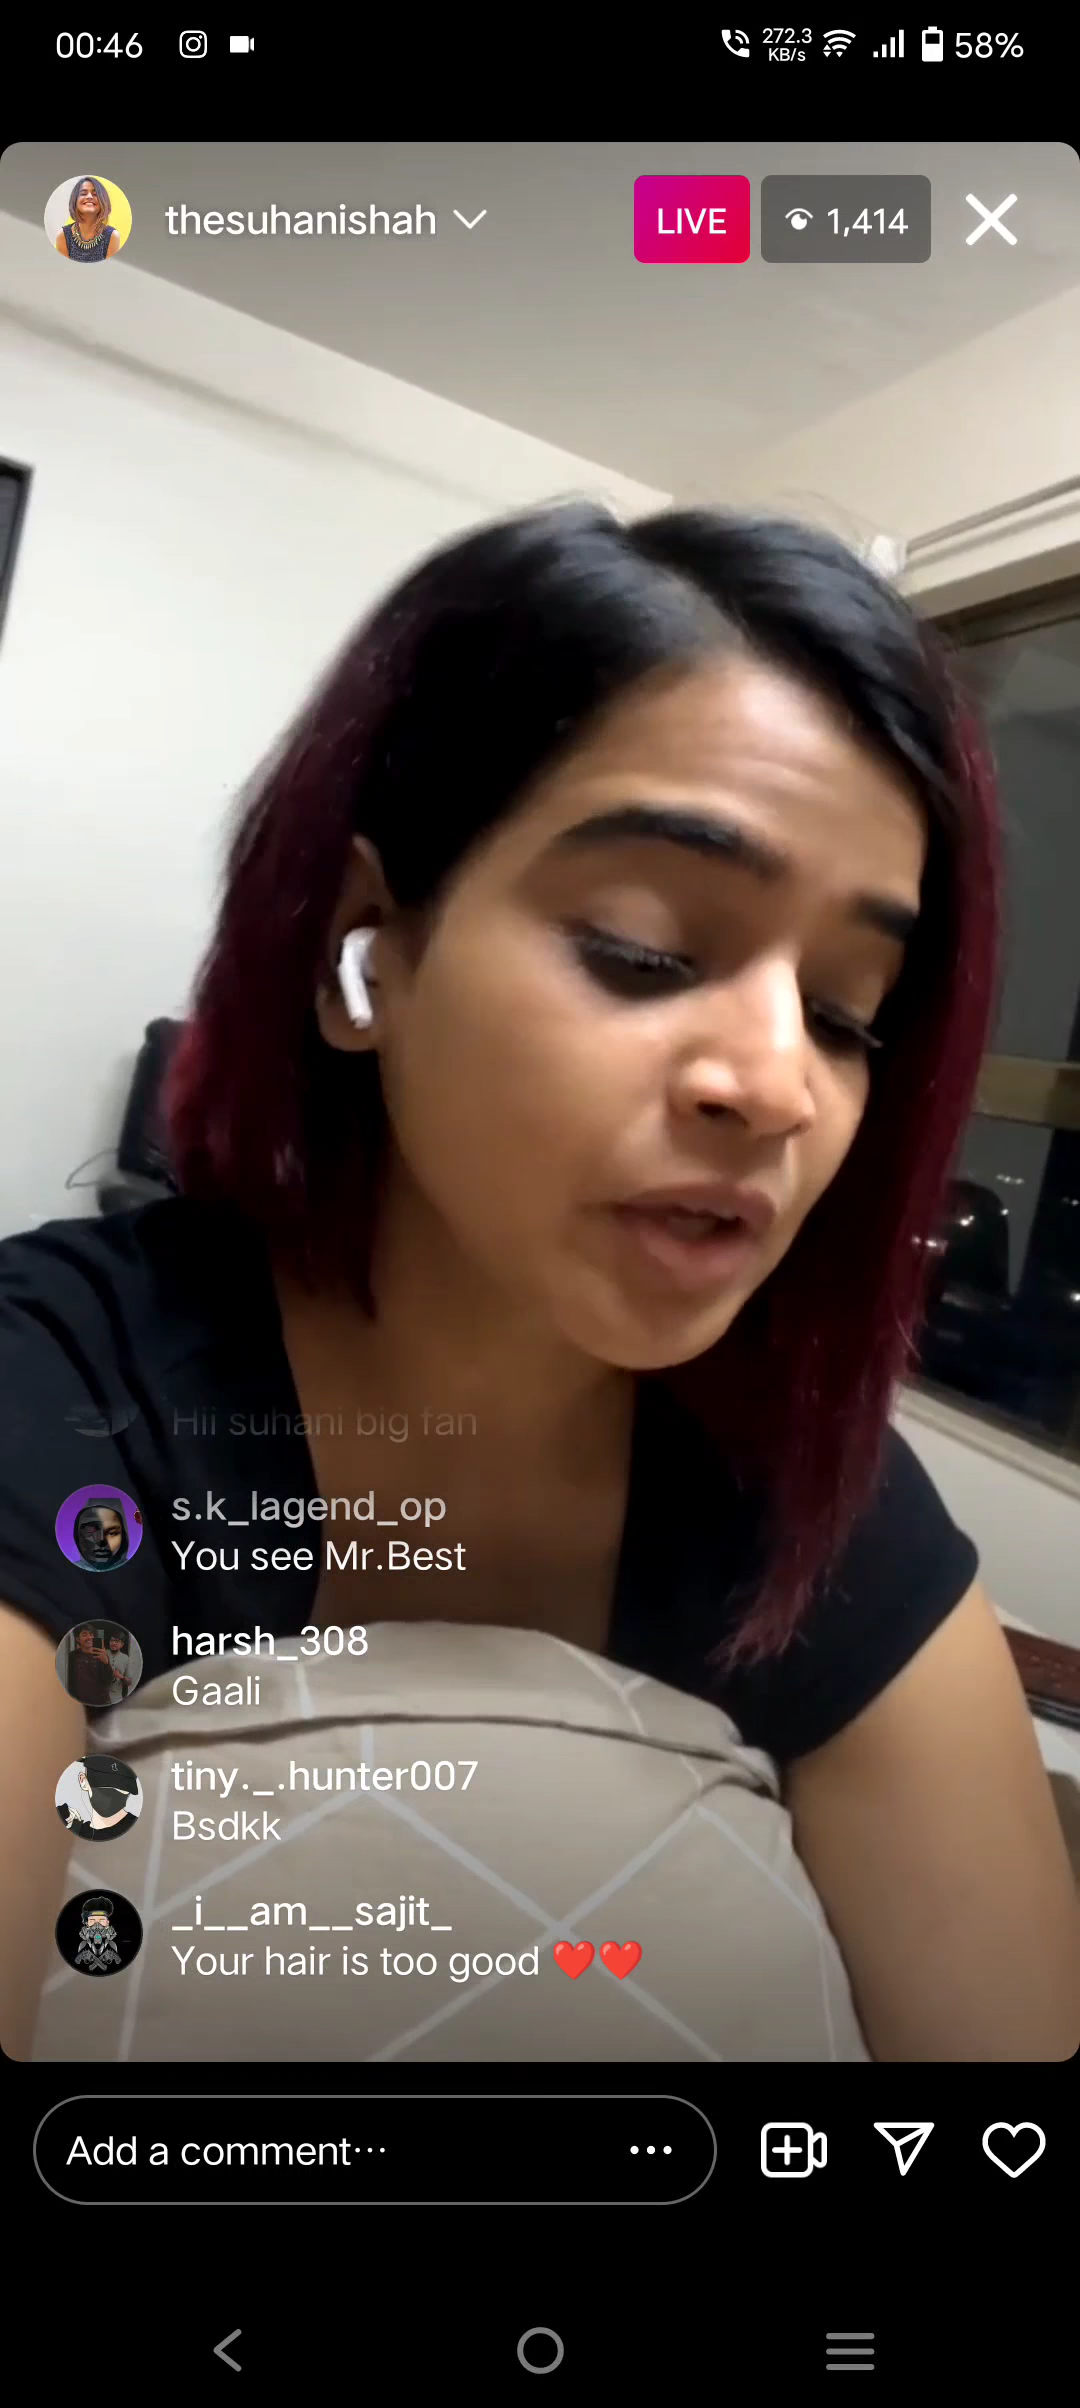 00:46
272.3
KB/s
58%
thesuhanishah
LIVE
1,414
Hii suhani big fan
s.k_lagend_op
You see Mr.Best
harsh_308
Gaali
tiny._.hunter007
Bsdkk
_i__am__sajit_
Your hair is too good ❤️❤️
Add a comment···